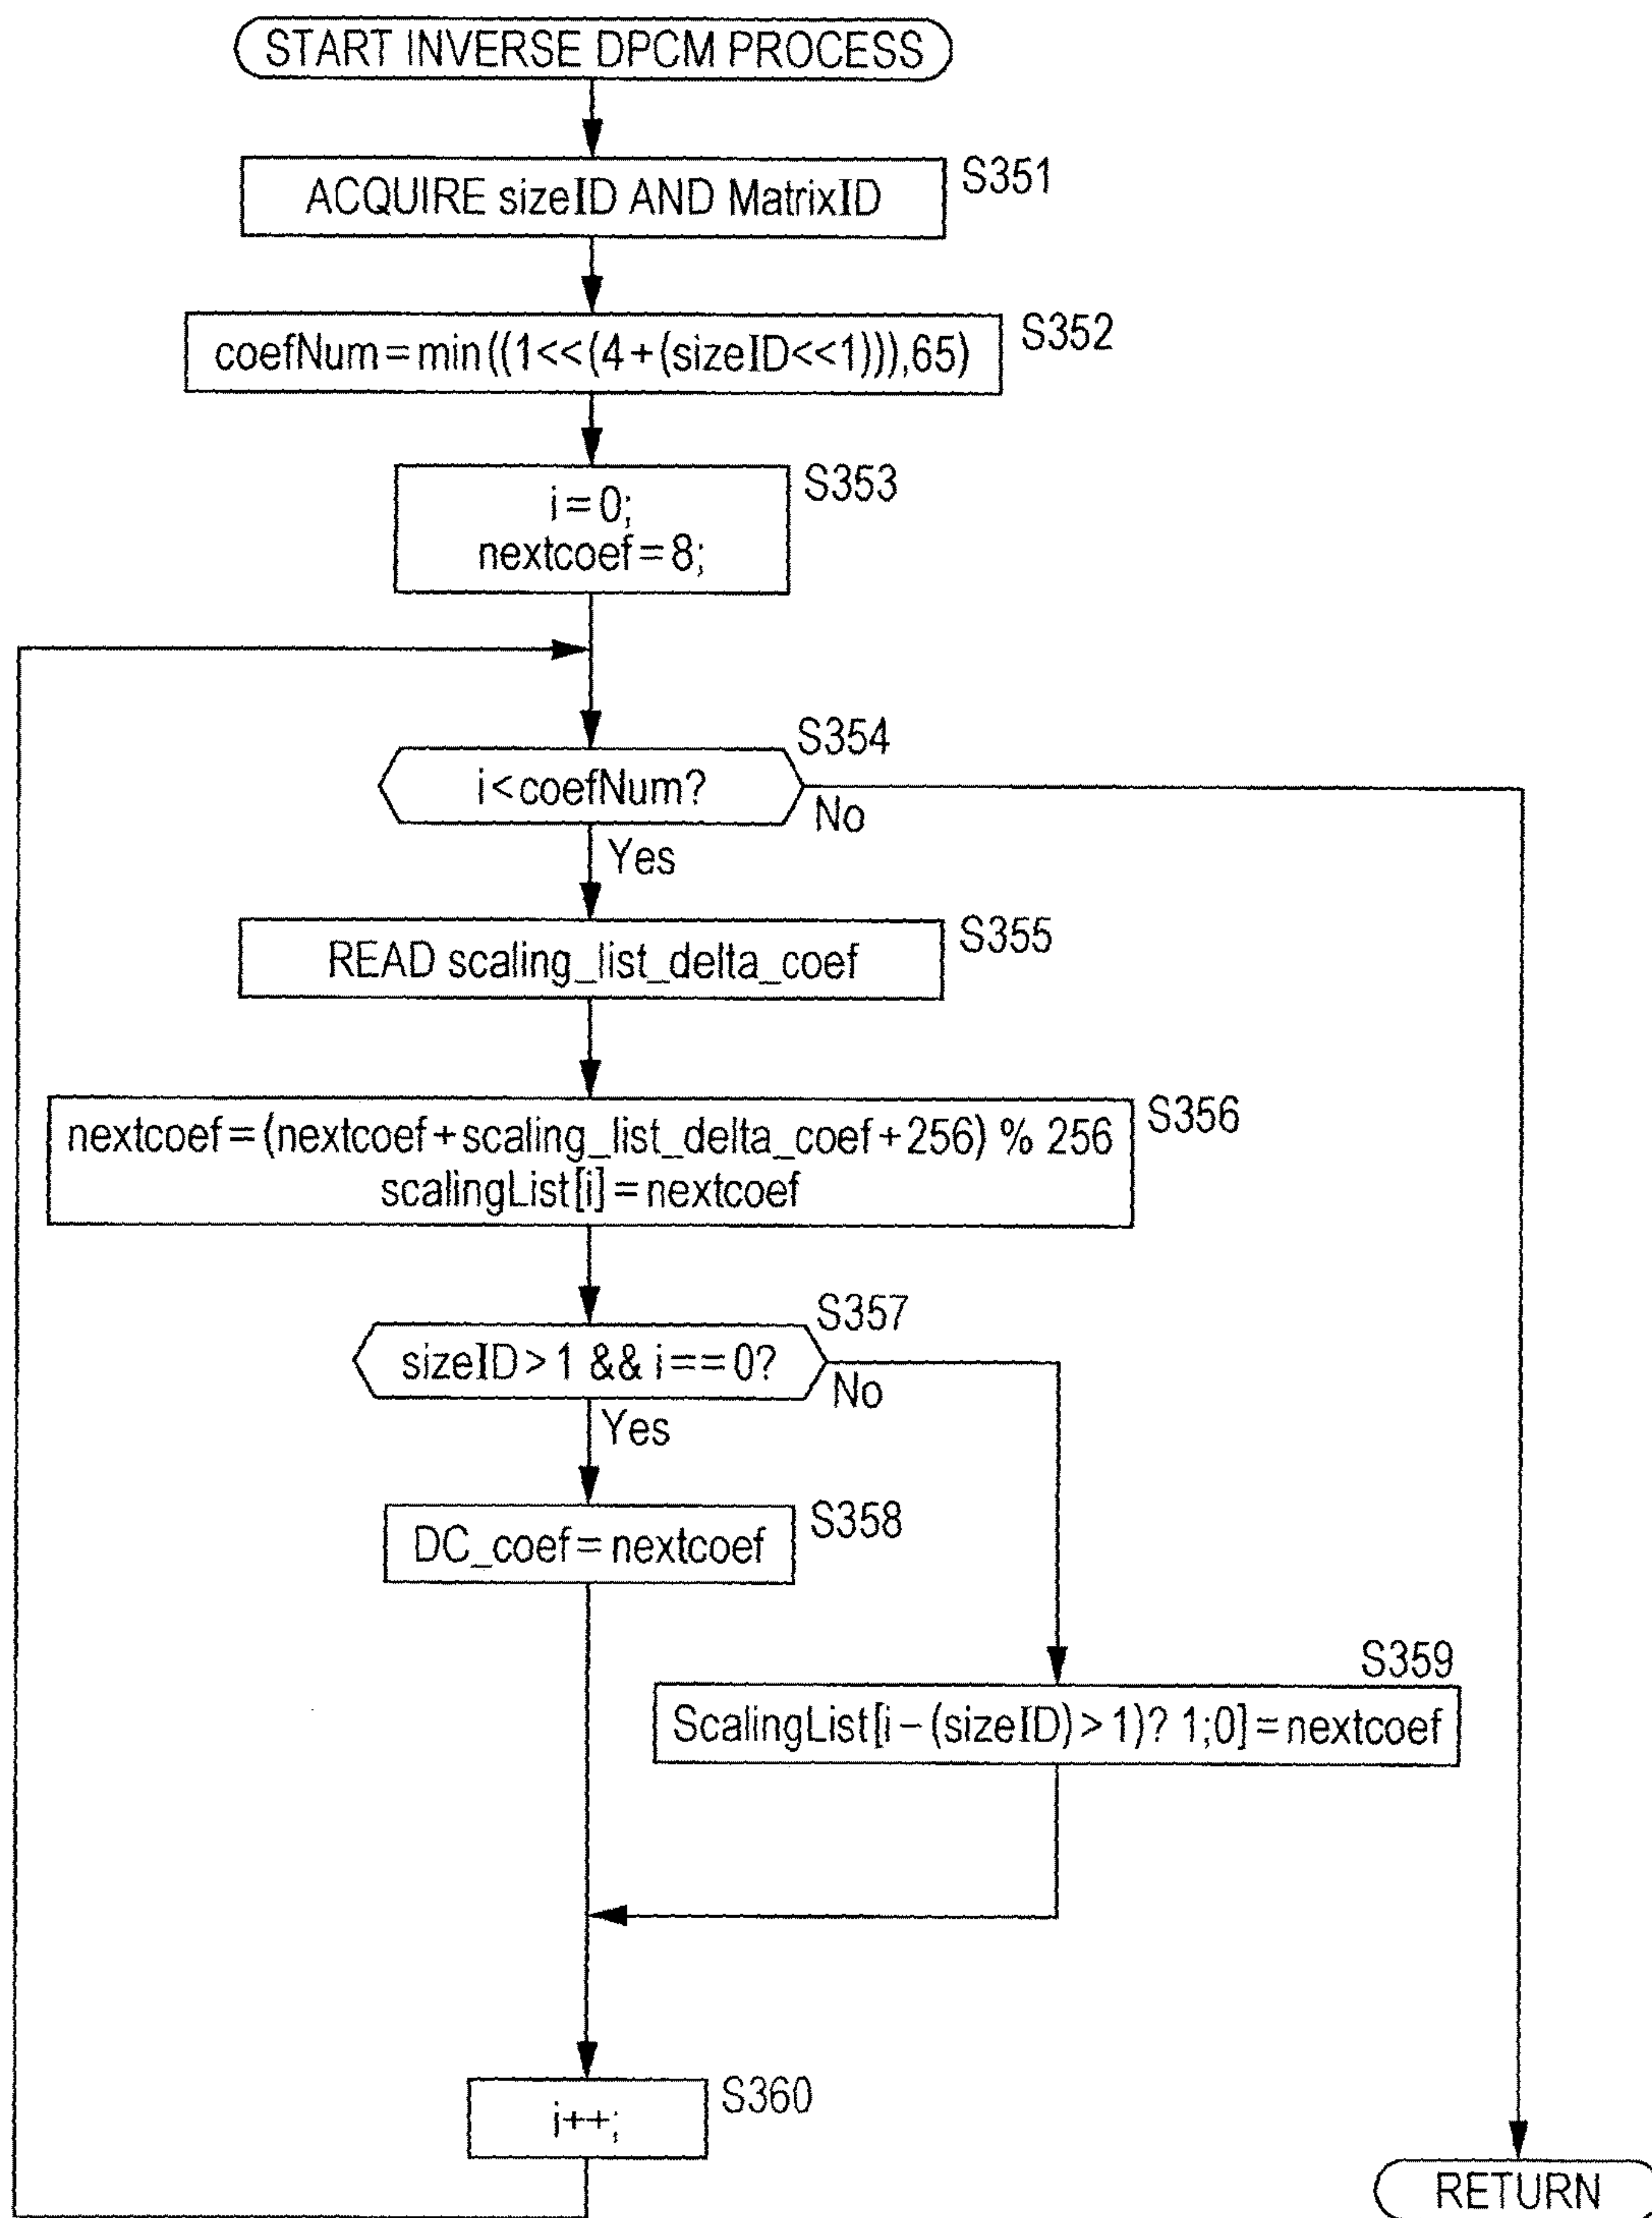 START INVERSE DPCM PROCESS
ACQUIRE sizeID AND MatrixID
S351
coefNum=min((1<<(4+(sizeID<<1))),65)
S352
i=0;
nextcoef=8;
S353
S354
i<coefNum?
No
Yes
READ scaling_list_delta_coef
S355
nextcoef=(nextcoef+scaling_list_delta_coef+256) % 256
scalingList[i]=nextcoef
S356
S357
sizeID>1 && i==0?
No
Yes
DC_coef=nextcoef
S358
S359
ScalingList[i-(sizeID)>1)? 1;0]=nextcoef
i++;
S360
RETURN